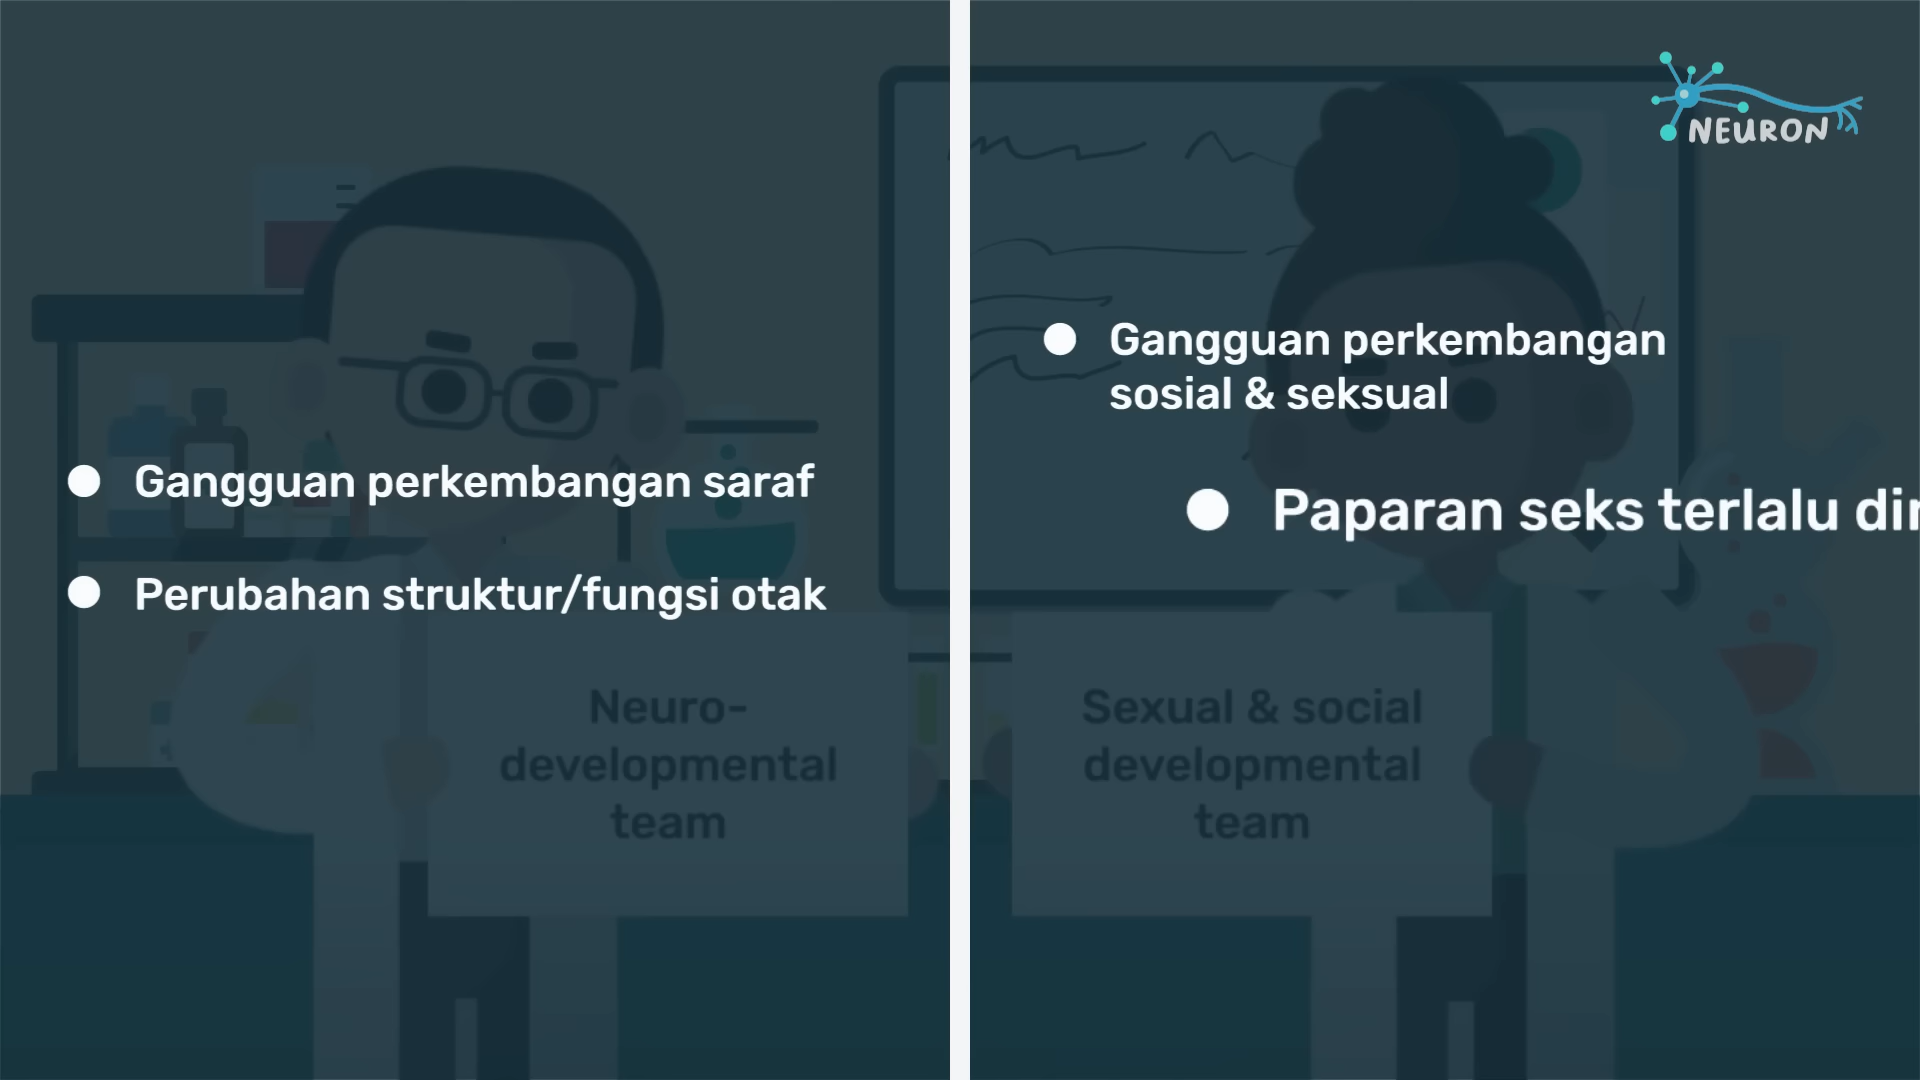 Gangguan perkembangan saraf
Perubahan struktur/fungsi otak
Neuro-
developmental
team
NEURON
Gangguan perkembangan
sosial & seksual
Paparan seks terlalu
Sexual & social
developmental
team